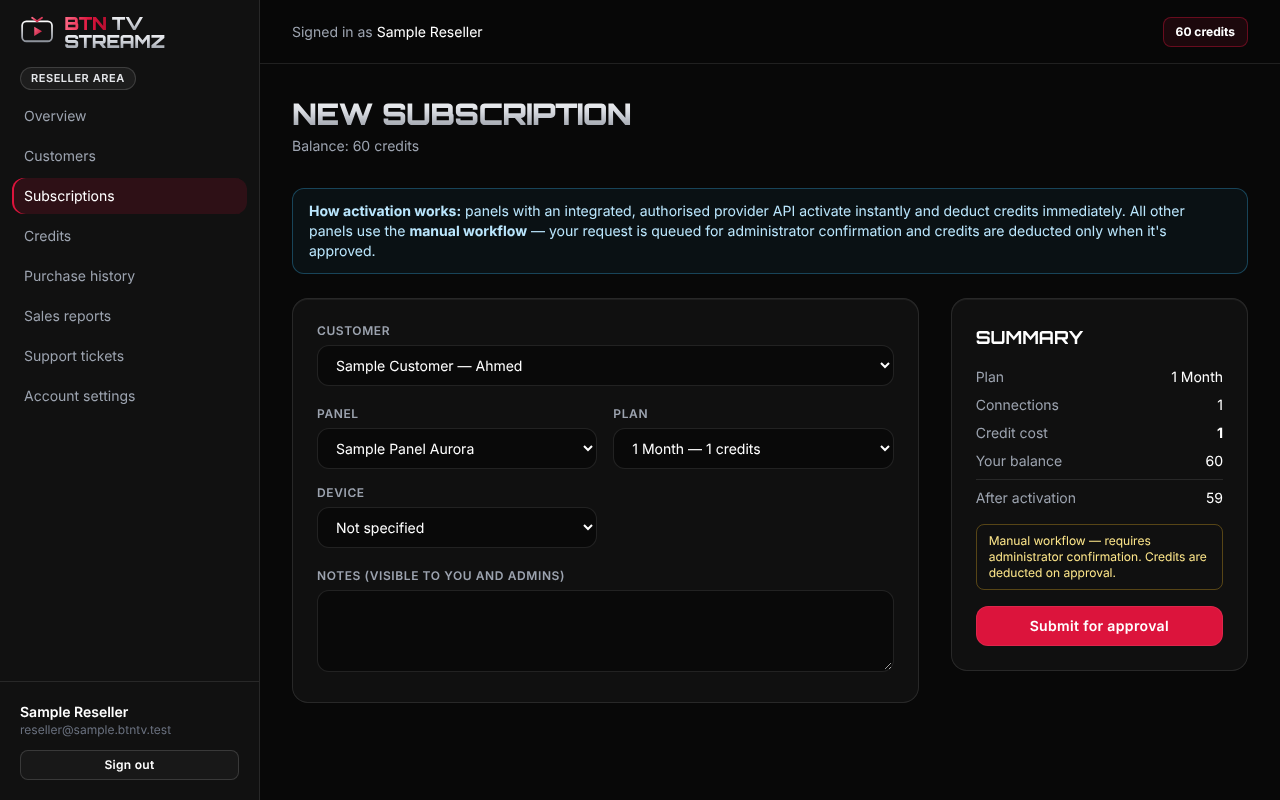 BTN TV
STREAMZ
RESELLER AREA
Overview
Customers
Subscriptions
Credits
Purchase history
Sales reports
Support tickets
Account settings
Sample Reseller
reseller@sample.btntv.test
Sign out
Signed in as Sample Reseller
60 credits
NEW SUBSCRIPTION
Balance: 60 credits
How activation works: panels with an integrated, authorised provider API activate instantly and deduct credits immediately. All other
panels use the manual workflow — your request is queued for administrator confirmation and credits are deducted only when it's
approved.
CUSTOMER
Sample Customer — Ahmed
PANEL
Sample Panel Aurora
PLAN
1 Month — 1 credits
DEVICE
Not specified
NOTES (VISIBLE TO YOU AND ADMINS)
SUMMARY
Plan 1 Month
Connections 1
Credit cost 1
Your balance 60
After activation 59
Manual workflow — requires
administrator confirmation. Credits are
deducted on approval.
Submit for approval